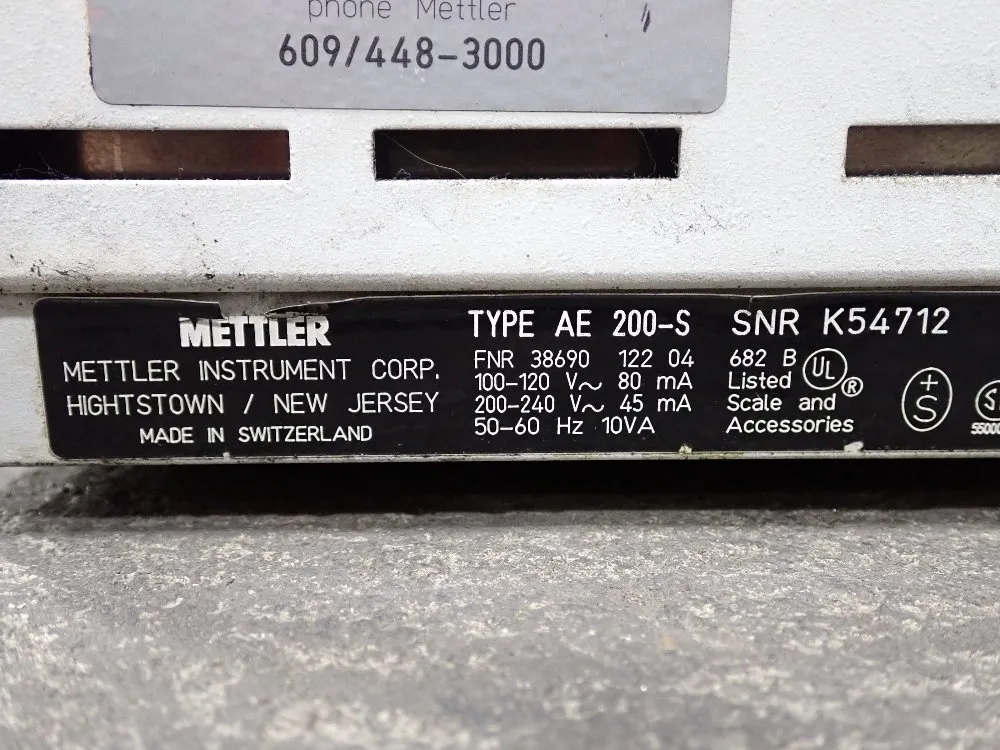 phone Mettler
609/448-3000
METTLER
METTLER INSTRUMENT CORP.
HIGHTSTOWN / NEW JERSEY
MADE IN SWITZERLAND
TYPE AE 200-S
FNR 38690 122 04
100-120 V~ 80 mA
200-240 V~ 45 mA
50-60 Hz 10VA
SNR K54712
682 B
Listed UL ®
Scale and
Accessories
+
S
S